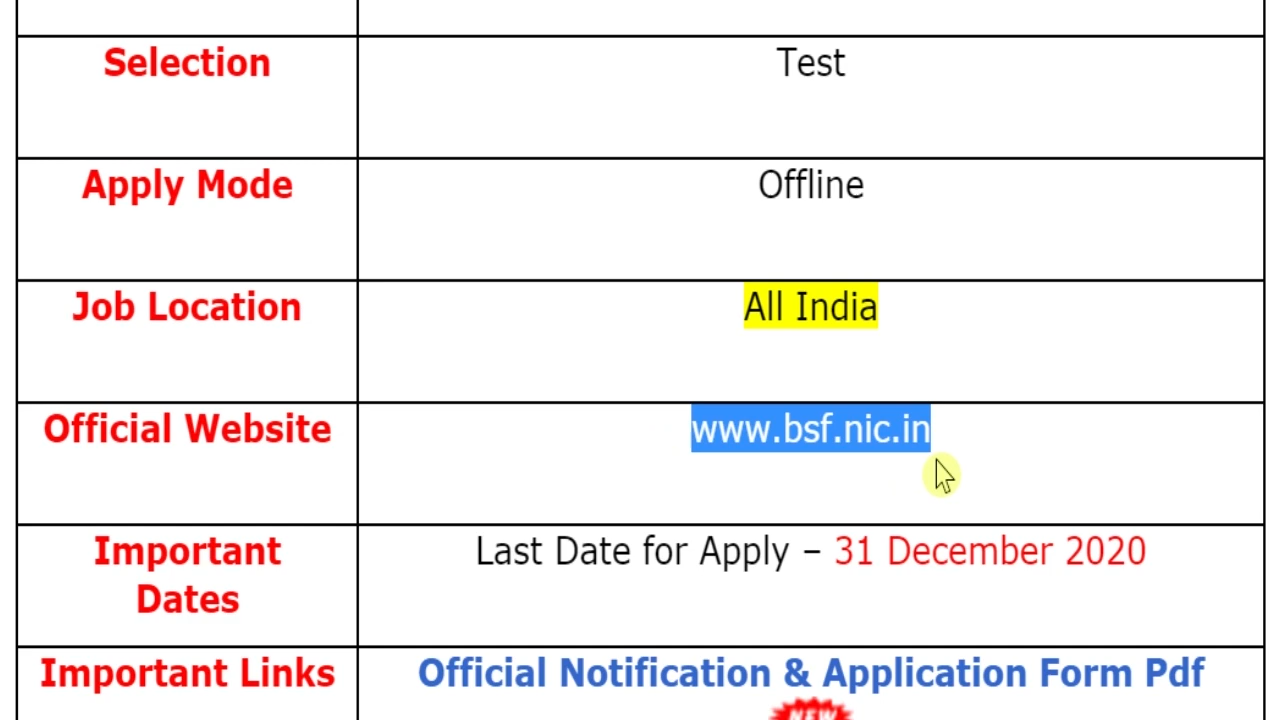 Selection
Test
Apply Mode
Offline
Job Location
All India
Official Website
www.bsf.nic.in
Important
Dates
Last Date for Apply – 31 December 2020
Important Links
Official Notification & Application Form Pdf
NEW